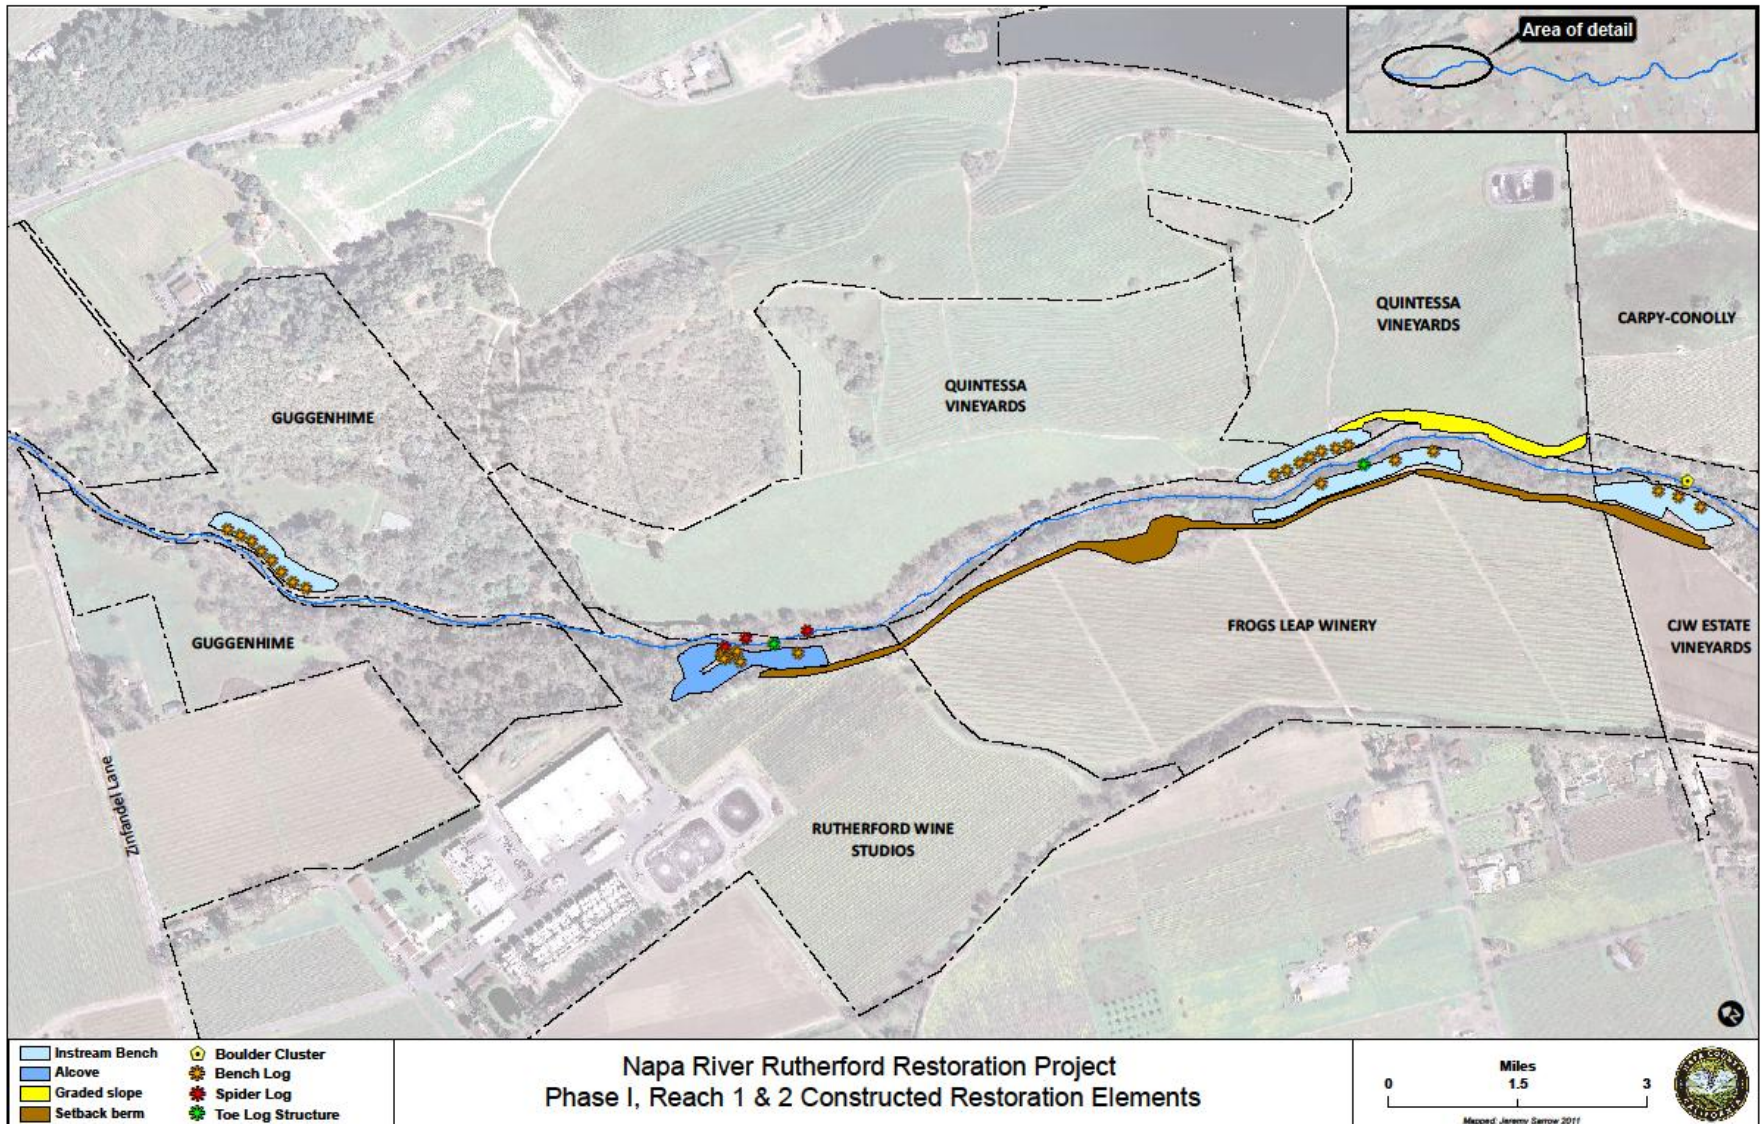 Area of detail
QUINTESSA
VINEYARDS
CARPY-CONOLLY
QUINTESSA
VINEYARDS
GUGGENHIME
GUGGENHIME
FROGS LEAP WINERY
CJW ESTATE
VINEYARDS
Zinfandel Lane
RUTHERFORD WINE
STUDIOS
Instream Bench
Alcove
Graded slope
Setback berm
Boulder Cluster
Bench Log
Spider Log
Toe Log Structure
Napa River Rutherford Restoration Project
Phase I, Reach 1 & 2 Constructed Restoration Elements
Miles
0 1.5 3
Mapped: Jeremy Sarrow 2011
NAPA COUNTY
CALIFORNIA